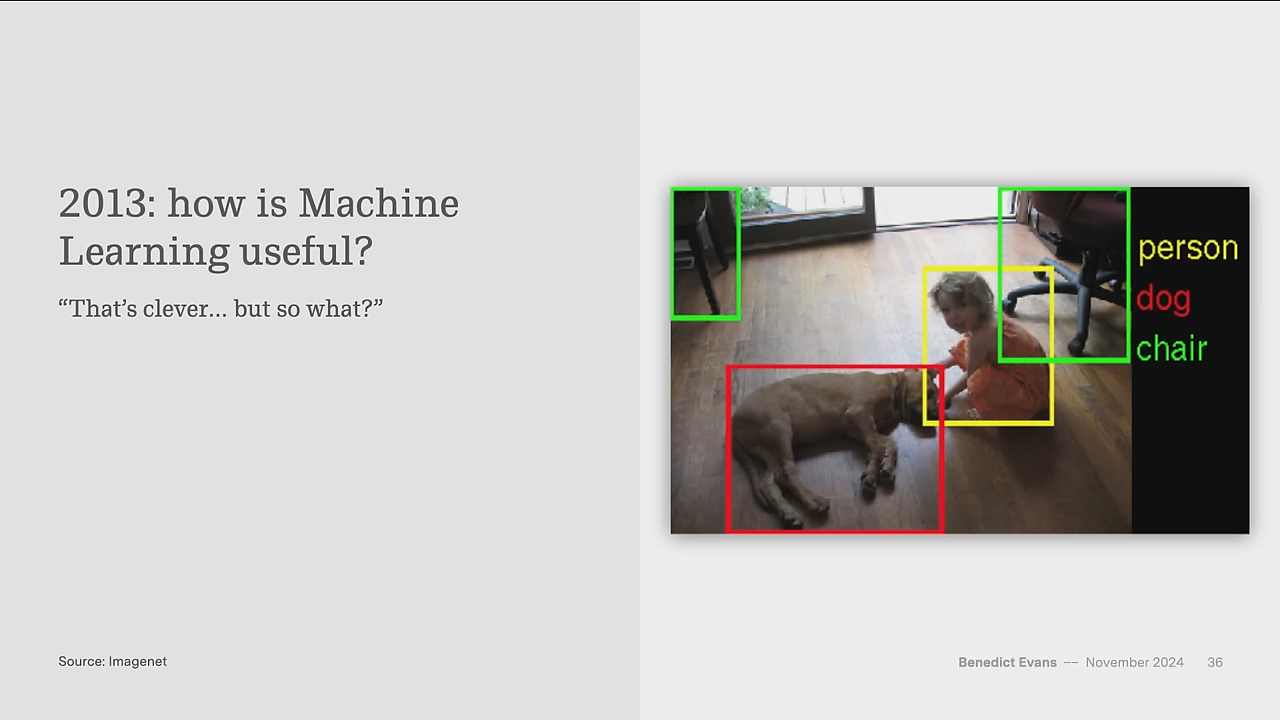 2013: how is Machine
Learning useful?
“That’s clever... but so what?”
person
dog
chair
Source: Imagenet
Benedict Evans –– November 2024 36